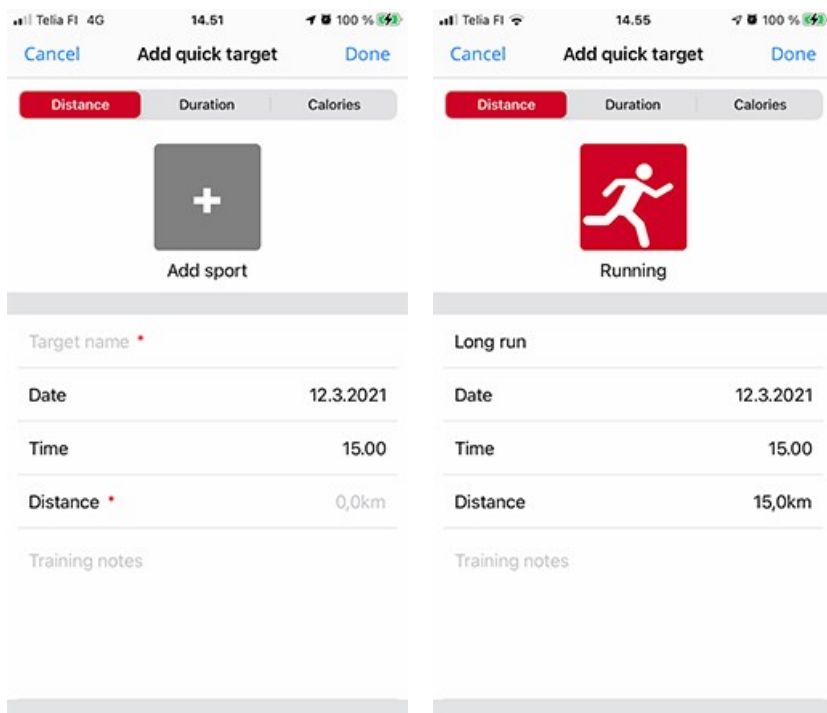 Telia FI 4G 14.51 100 %
Cancel Add quick target Done
Distance Duration Calories
+
Add sport
Target name *
Date 12.3.2021
Time 15.00
Distance * 0,0km
Training notes
Telia FI 14.55 100 %
Cancel Add quick target Done
Distance Duration Calories
Running
Long run
Date 12.3.2021
Time 15.00
Distance 15,0km
Training notes